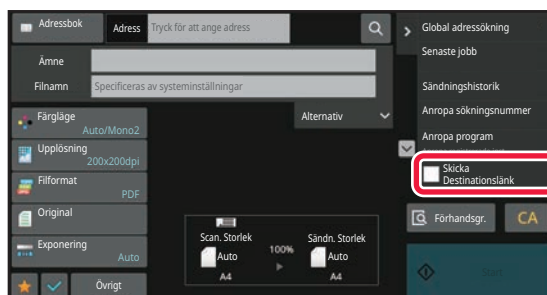 Adressbok
Adress
Tryck för att ange adress
Ämne
Filnamn
Specificeras av systeminställningar
Färgläge
Auto/Mono2
Upplösning
200x200dpi
Filformat
PDF
Original
Exponering
Auto
Övrigt
Alternativ
Scan. Storlek
Auto
A4
100%
Sändn. Storlek
Auto
A4
Global adressökning
Senaste jobb
Sändningshistorik
Anropa sökningsnummer
Anropa program
Skicka
Destinationslänk
Förhandsgr.
CA
Start